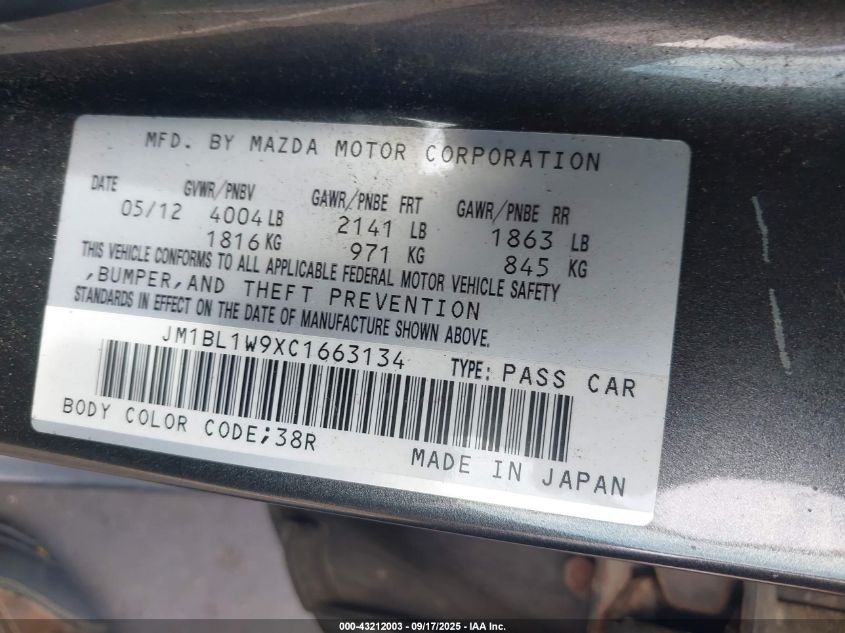 MFD. BY MAZDA MOTOR CORPORATION
DATE GVWR/PNBV GAWR/PNBE FRT GAWR/PNBE RR
05/12 4004 LB 2141 LB 1863 LB
1816 KG 971 KG 845 KG
THIS VEHICLE CONFORMS TO ALL APPLICABLE FEDERAL MOTOR VEHICLE SAFETY
,BUMPER,AND THEFT PREVENTION
STANDARDS IN EFFECT ON THE DATE OF MANUFACTURE SHOWN ABOVE.
JM1BL1W9XC1663134 TYPE: PASS CAR
BODY COLOR CODE;38R
MADE IN JAPAN
000-43212003 - 09/17/2025 - IAA Inc.